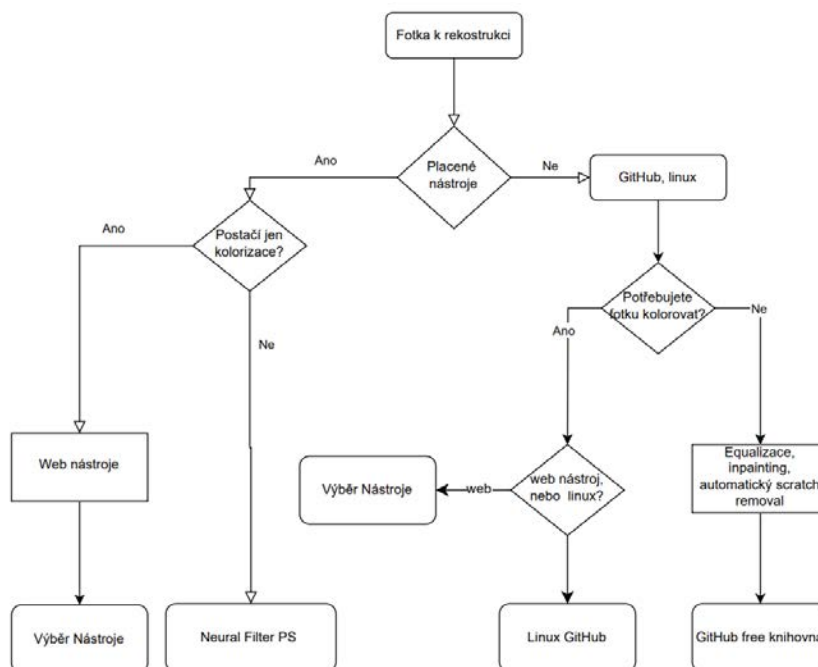 Fotka k rekostrukci
Placené
nástroje
Ano
Ne
GitHub, linux
Postačí jen
kolorizace?
Ano
Ne
Potřebujete
fotku kolorovat?
Ano
Ne
Web nástroje
Výběr Nástroje
web
web nástroj,
nebo linux?
Equalizace,
inpainting,
automatický scratch
removal
Výběr Nástroje
Neural Filter PS
Linux GitHub
GitHub free knihovna